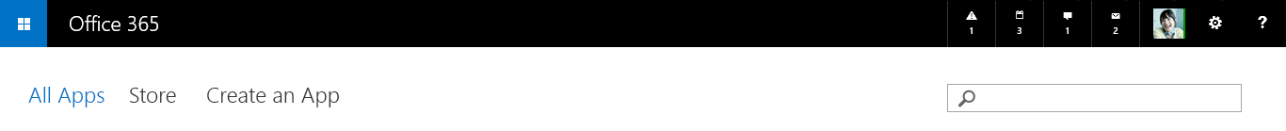 Office 365
1 3 1 2 ?
All Apps Store Create an App